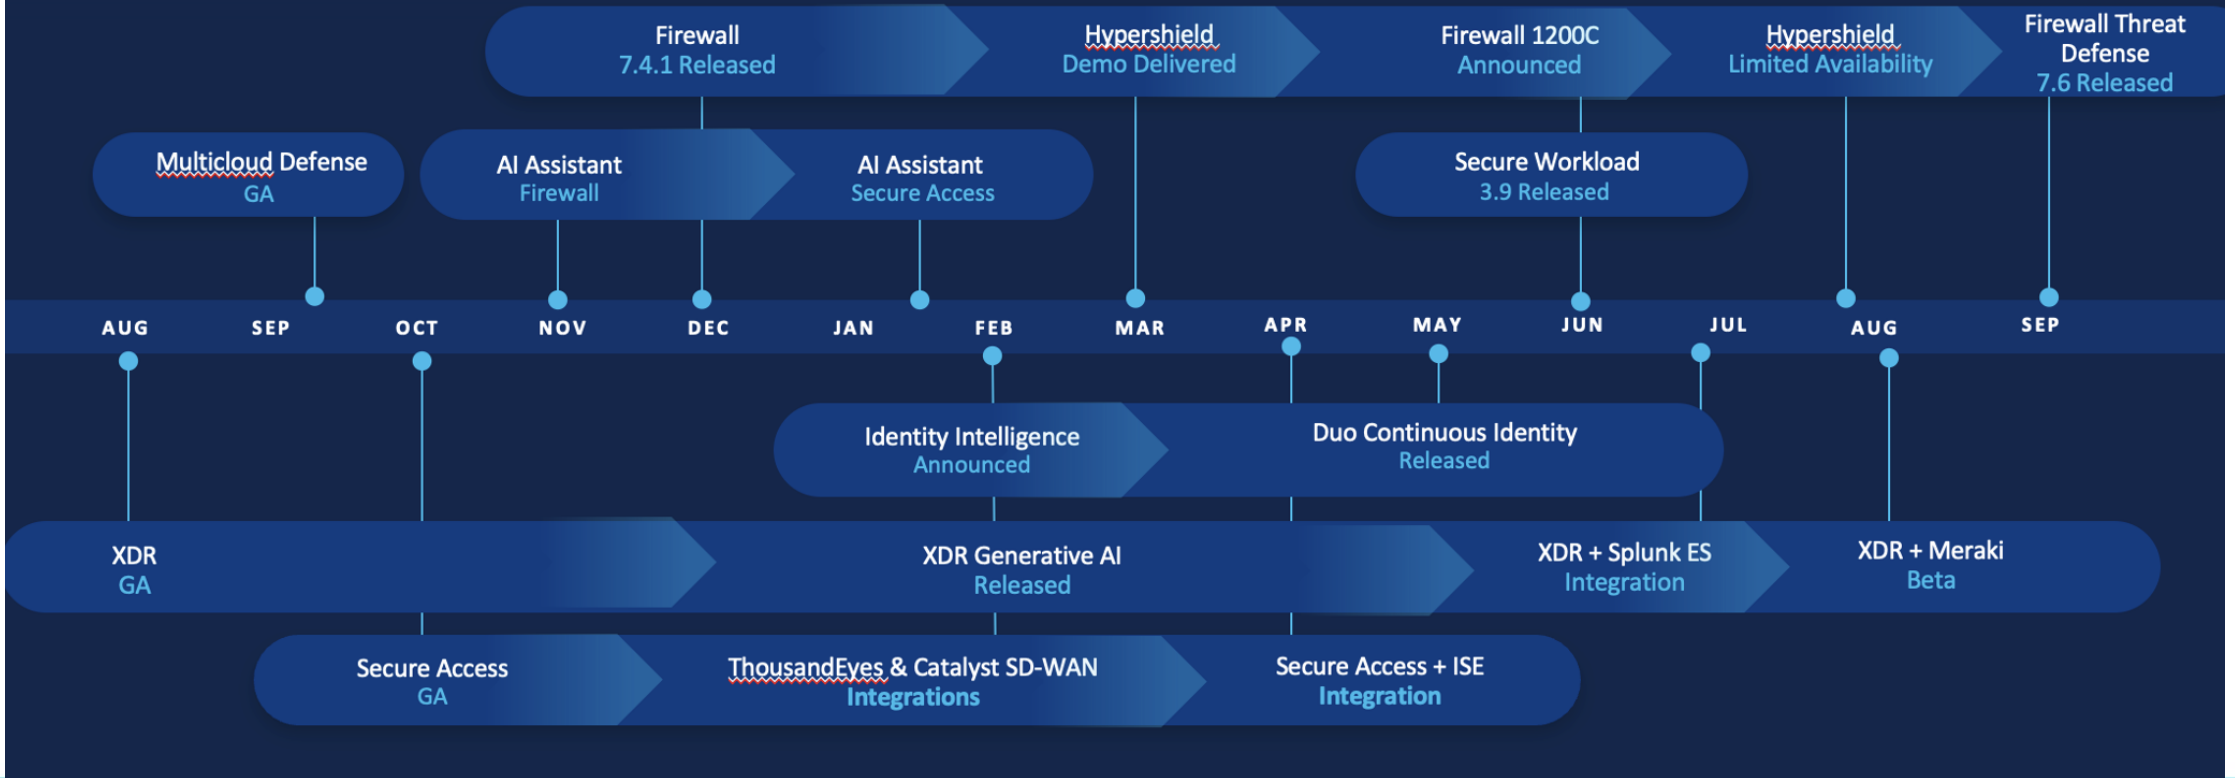 Firewall
7.4.1 Released
Hypershield
Demo Delivered
Firewall 1200C
Announced
Hypershield
Limited Availability
Firewall Threat
Defense
7.6 Released
Multicloud Defense
GA
AI Assistant
Firewall
AI Assistant
Secure Access
Secure Workload
3.9 Released
AUG SEP OCT NOV DEC JAN FEB MAR APR MAY JUN JUL AUG SEP
Identity Intelligence
Announced
Duo Continuous Identity
Released
XDR
GA
XDR Generative AI
Released
XDR + Splunk ES
Integration
XDR + Meraki
Beta
Secure Access
GA
ThousandEyes & Catalyst SD-WAN
Integrations
Secure Access + ISE
Integration